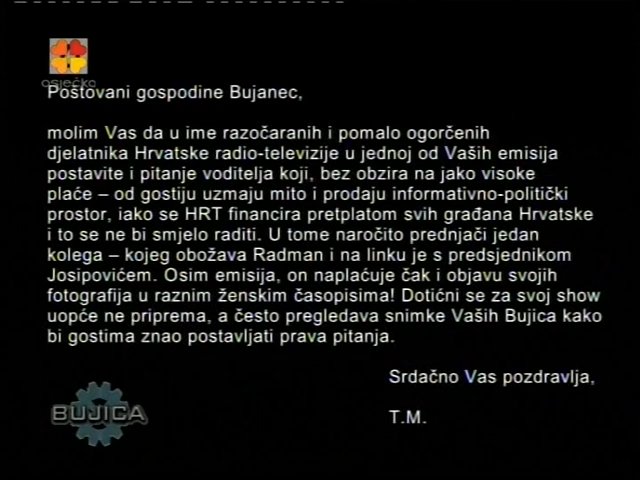 osječka
Poštovani gospodine Bujanec,
molim Vas da u ime razočaranih i pomalo ogorčenih
djelatnika Hrvatske radio-televizije u jednoj od Vaših emisija
postavite i pitanje voditelja koji, bez obzira na jako visoke
plaće – od gostiju uzmaju mito i prodaju informativno-politički
prostor, iako se HRT financira pretplatom svih građana Hrvatske
i to se ne bi smjelo raditi. U tome naročito prednjači jedan
kolega – kojeg obožava Radman i na linku je s predsjednikom
Josipovićem. Osim emisija, on naplaćuje čak i objavu svojih
fotografija u raznim ženskim časopisima! Dotićni se za svoj show
uopće ne priprema, a često pregledava snimke Vaših Bujica kako
bi gostima znao postavljati prava pitanja.
Srdačno Vas pozdravlja,
BUJICA
T.M.